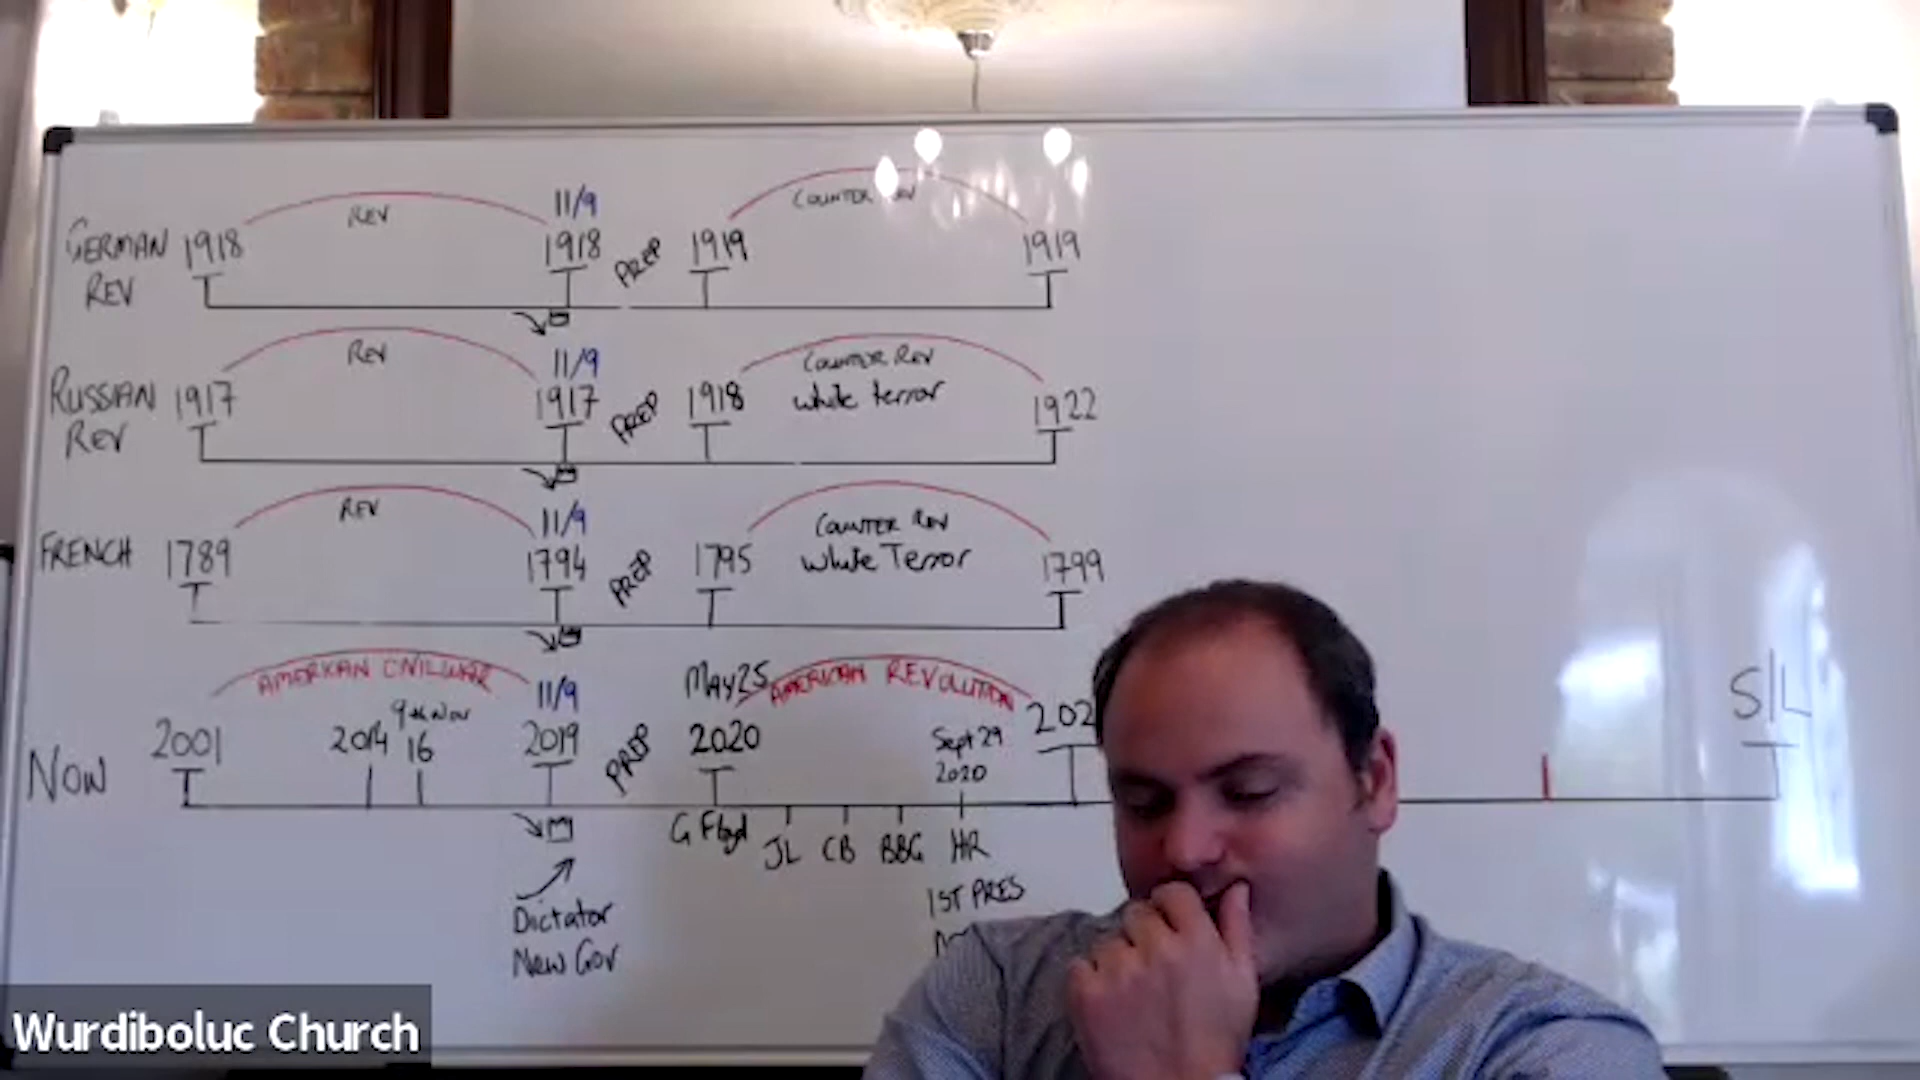 11/9
REV
COUNTER
GERMAN 1918 1918 PREP 1919 1919
REV
REV
11/9
COUNTER REV
RUSSIAN 1917 1917 PREP 1918 white terror 1922
REV
REV
11/9
COUNTER REV
FRENCH 1789 1794 PREP 1795 White Terror 1799
AMERICAN CIVIL WAR 11/9 MAY 25 AMERICAN REVOLUTION
9th Nov
2001 2014 16 2019 PREP 2020 Sept 29 202 S/L
2020
NOW
G Floyd JL CB BBG HR
Dictator
New Gov
1ST PRES
Wurdiboluc Church